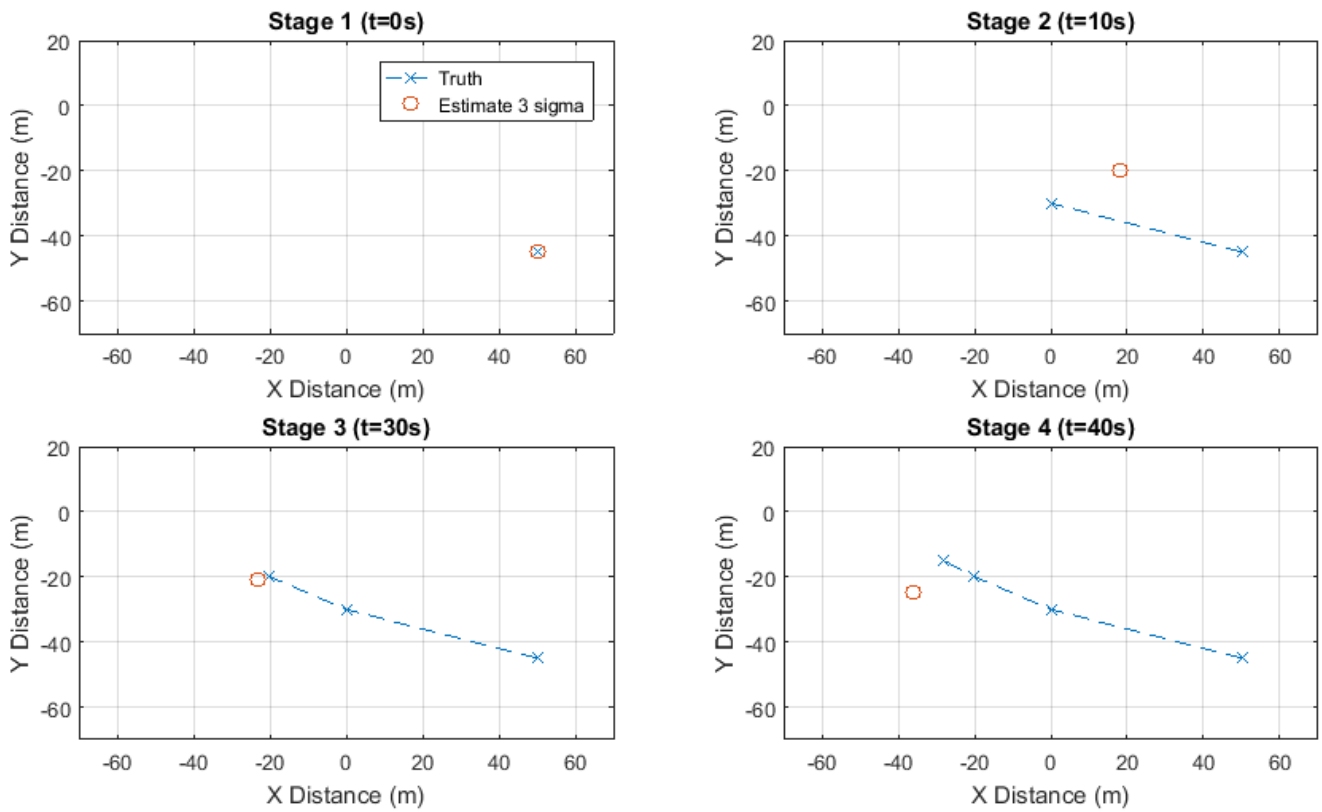 Stage 1 (t=0s)
20
0
-20
-40
-60
Y Distance (m)
-60 -40 -20 0 20 40 60
X Distance (m)
Truth
Estimate 3 sigma
Stage 2 (t=10s)
20
0
-20
-40
-60
Y Distance (m)
-60 -40 -20 0 20 40 60
X Distance (m)
Stage 3 (t=30s)
20
0
-20
-40
-60
Y Distance (m)
-60 -40 -20 0 20 40 60
X Distance (m)
Stage 4 (t=40s)
20
0
-20
-40
-60
Y Distance (m)
-60 -40 -20 0 20 40 60
X Distance (m)